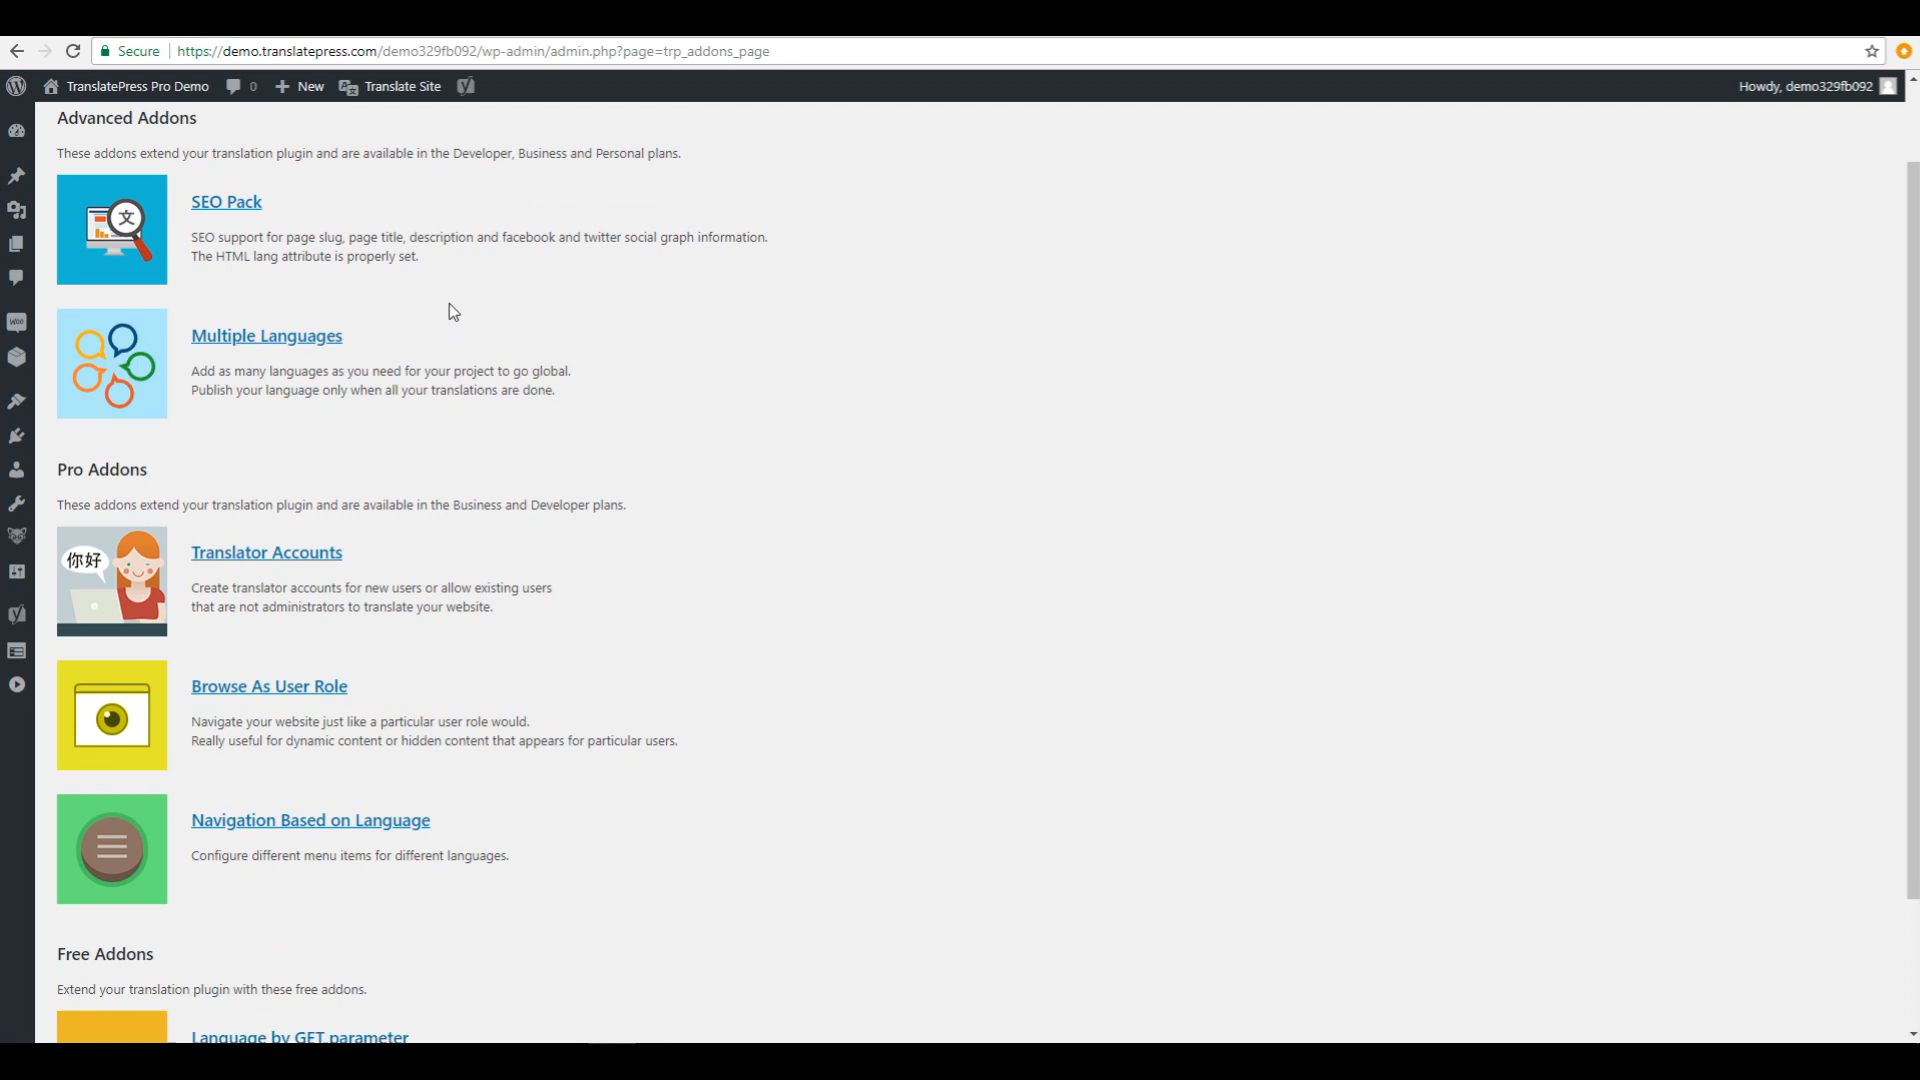 Secure
https://demo.translatepress.com/demo329fb092/wp-admin/admin.php?page=trp_addons_page
TranslatePress Pro Demo 0 New Translate Site
Howdy, demo329fb092
Advanced Addons
These addons extend your translation plugin and are available in the Developer, Business and Personal plans.
文
SEO Pack
SEO support for page slug, page title, description and facebook and twitter social graph information.
The HTML lang attribute is properly set.
Multiple Languages
Add as many languages as you need for your project to go global.
Publish your language only when all your translations are done.
Woo
Pro Addons
These addons extend your translation plugin and are available in the Business and Developer plans.
你好
Translator Accounts
Create translator accounts for new users or allow existing users
that are not administrators to translate your website.
Browse As User Role
Navigate your website just like a particular user role would.
Really useful for dynamic content or hidden content that appears for particular users.
Navigation Based on Language
Configure different menu items for different languages.
Free Addons
Extend your translation plugin with these free addons.
Language by GET parameter